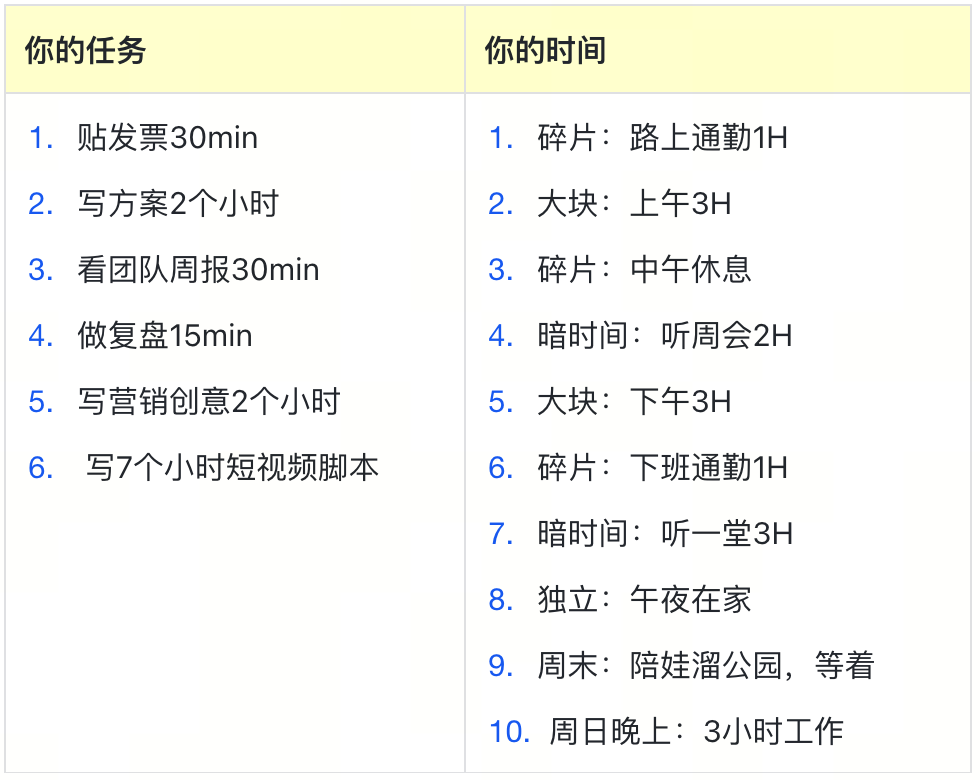 你的任务
你的时间
1. 贴发票30min
2. 写方案2个小时
3. 看团队周报30min
4. 做复盘15min
5. 写营销创意2个小时
6. 写7个小时短视频脚本
1. 碎片：路上通勤1H
2. 大块：上午3H
3. 碎片：中午休息
4. 暗时间：听周会2H
5. 大块：下午3H
6. 碎片：下班通勤1H
7. 暗时间：听一堂3H
8. 独立：午夜在家
9. 周末：陪娃溜公园，等着
10. 周日晚上：3小时工作